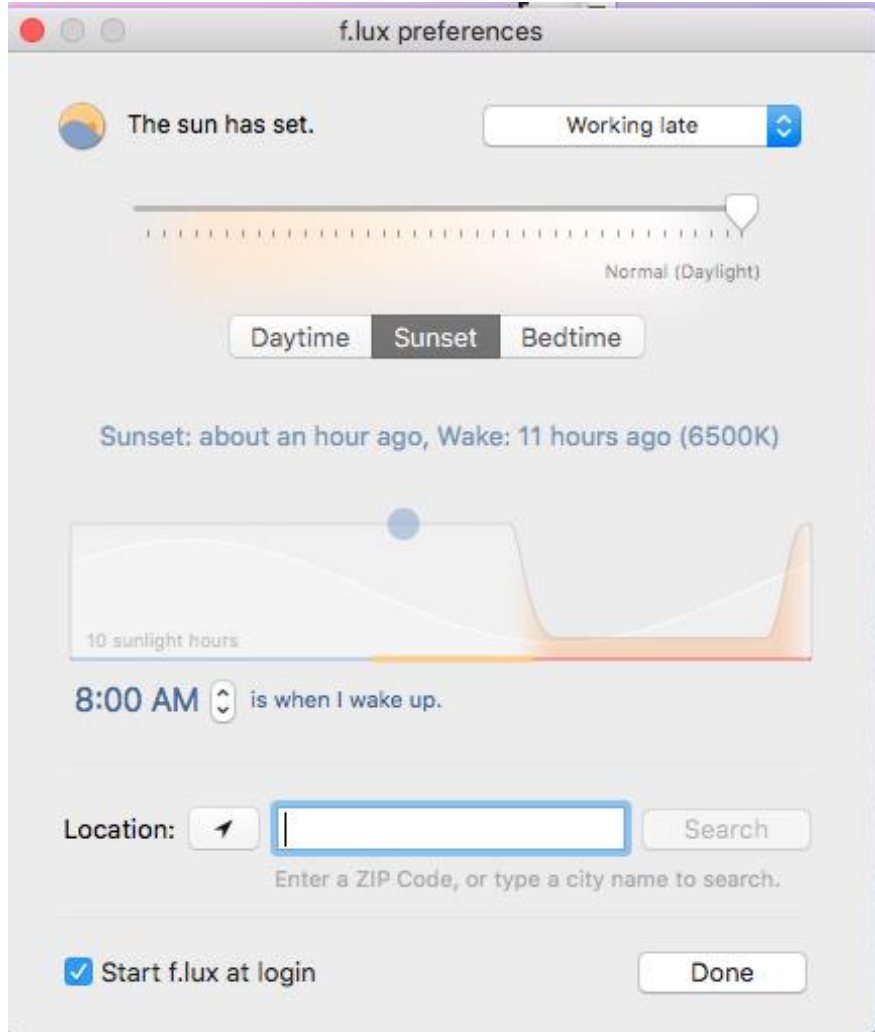 f.lux preferences
The sun has set.
Working late
Normal (Daylight)
Daytime
Sunset
Bedtime
Sunset: about an hour ago, Wake: 11 hours ago (6500K)
10 sunlight hours
8:00 AM is when I wake up.
Location:
Search
Enter a ZIP Code, or type a city name to search.
Start f.lux at login
Done